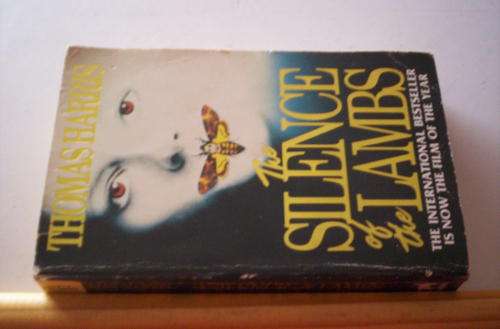 THOMAS HARRIS
The
SILENCE
of
the LAMBS
THE INTERNATIONAL BESTSELLER
IS NOW THE FILM OF THE YEAR